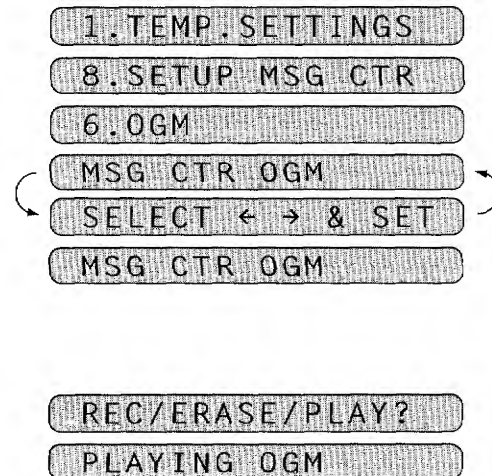 1.TEMP.SETTINGS
8.SETUP MSG CTR
6.OGM
MSG CTR OGM
SELECT ← → & SET
MSG CTR OGM
REC/ERASE/PLAY?
PLAYING OGM